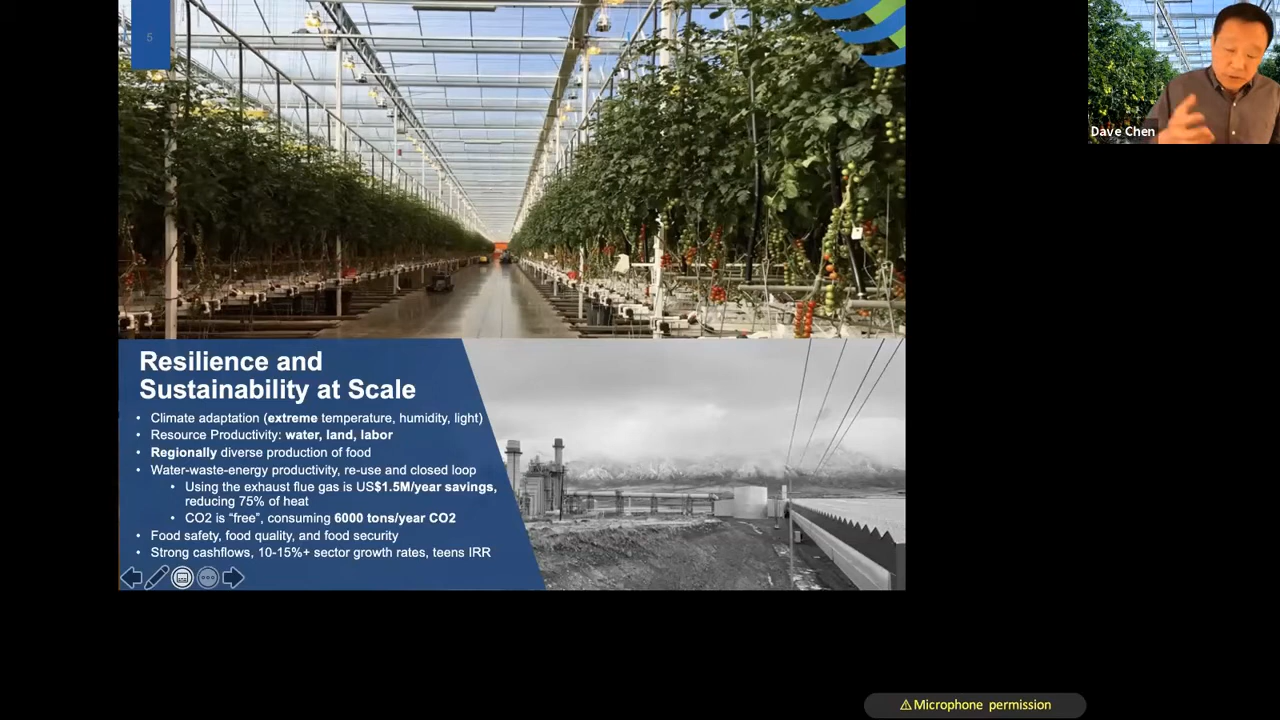 5
Dave Chen
Resilience and
Sustainability at Scale
• Climate adaptation (extreme temperature, humidity, light)
• Resource Productivity: water, land, labor
• Regionally diverse production of food
• Water-waste-energy productivity, re-use and closed loop
• Using the exhaust flue gas is US$1.5M/year savings,
reducing 75% of heat
• CO2 is “free”, consuming 6000 tons/year CO2
• Food safety, food quality, and food security
• Strong cashflows, 10-15%+ sector growth rates, teens IRR
⚠Microphone permission